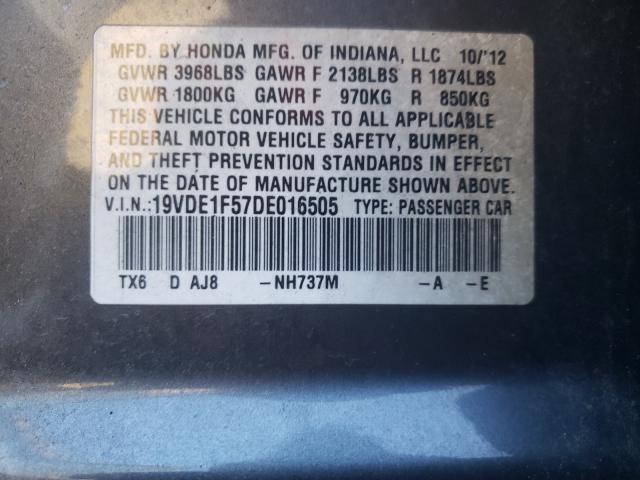 MFD. BY HONDA MFG. OF INDIANA, LLC 10/'12
GVWR 3968LBS GAWR F 2138LBS R 1874LBS
GVWR 1800KG GAWR F 970KG R 850KG
THIS VEHICLE CONFORMS TO ALL APPLICABLE
FEDERAL MOTOR VEHICLE SAFETY, BUMPER,
AND THEFT PREVENTION STANDARDS IN EFFECT
ON THE DATE OF MANUFACTURE SHOWN ABOVE.
V.I.N.: 19VDE1F57DE016505 TYPE: PASSENGER CAR
TX6 D AJ8 –NH737M –A –E